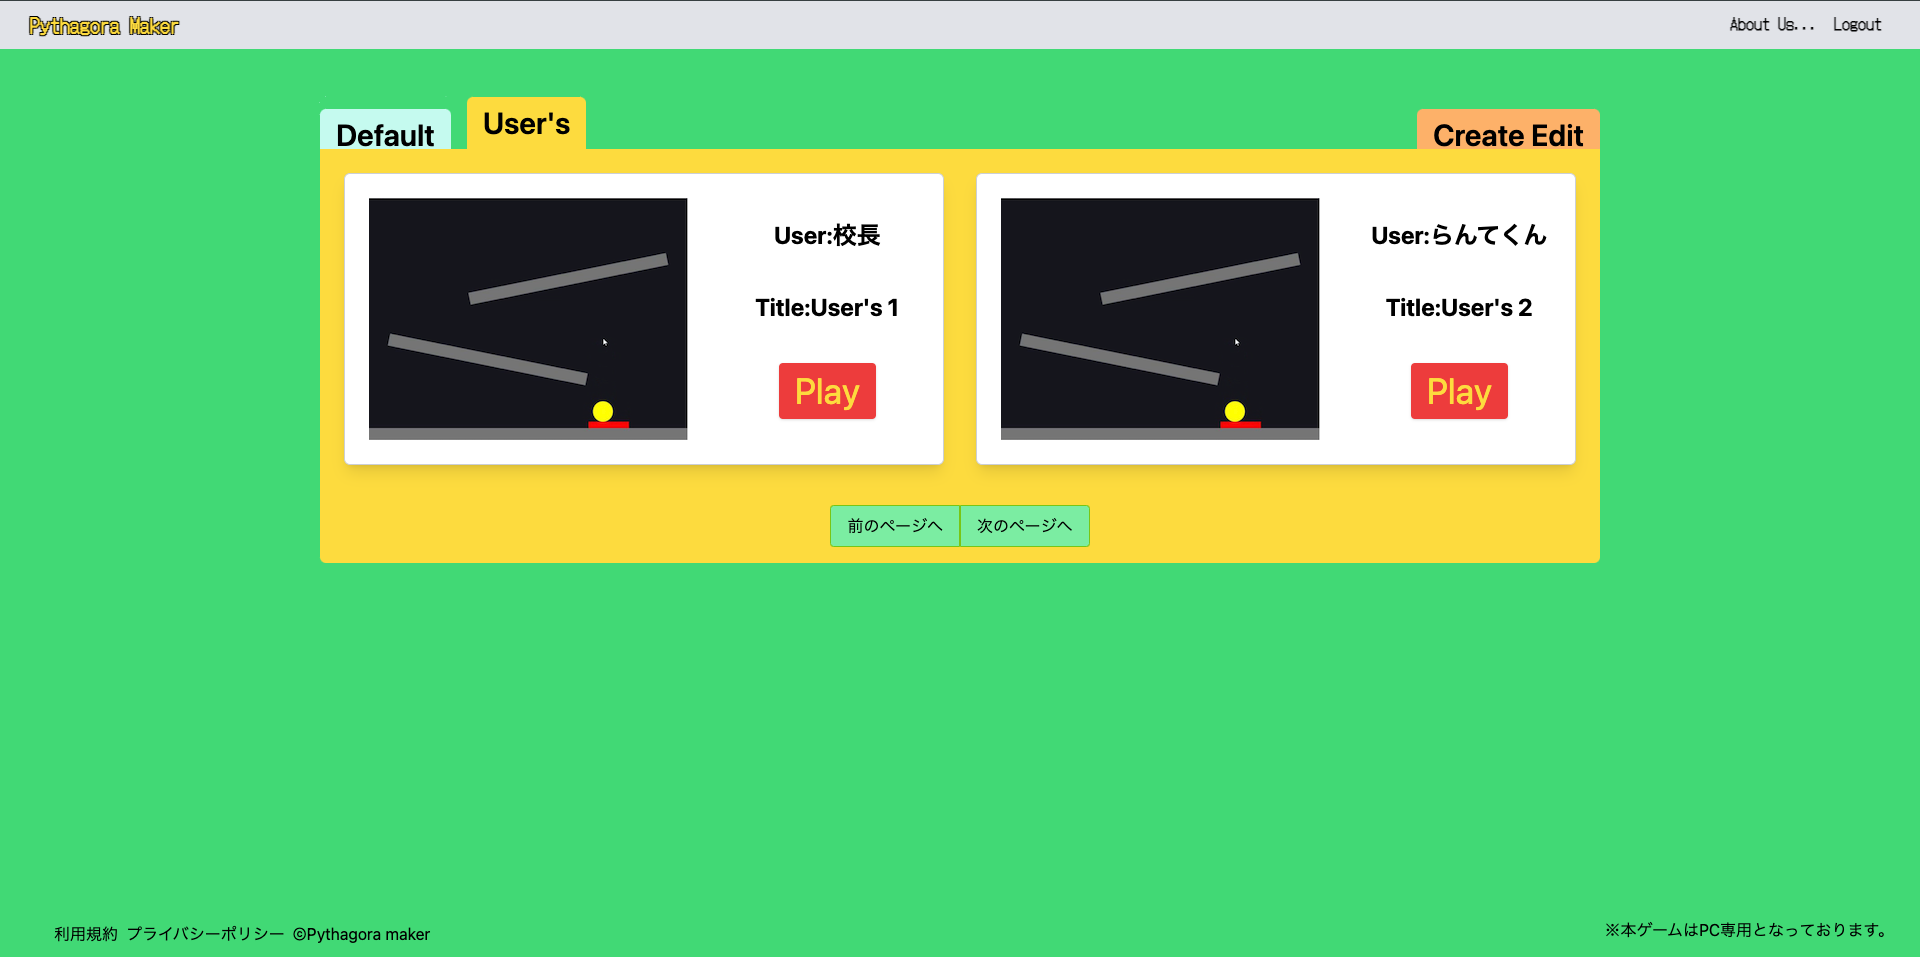 Pythagora Maker
About Us... Logout
Default
User's
Create Edit
User:校長
Title:User's 1
Play
User:らんてくん
Title:User's 2
Play
前のページへ
次のページへ
利用規約 プライバシーポリシー ©Pythagora maker
※本ゲームはPC専用となっております。